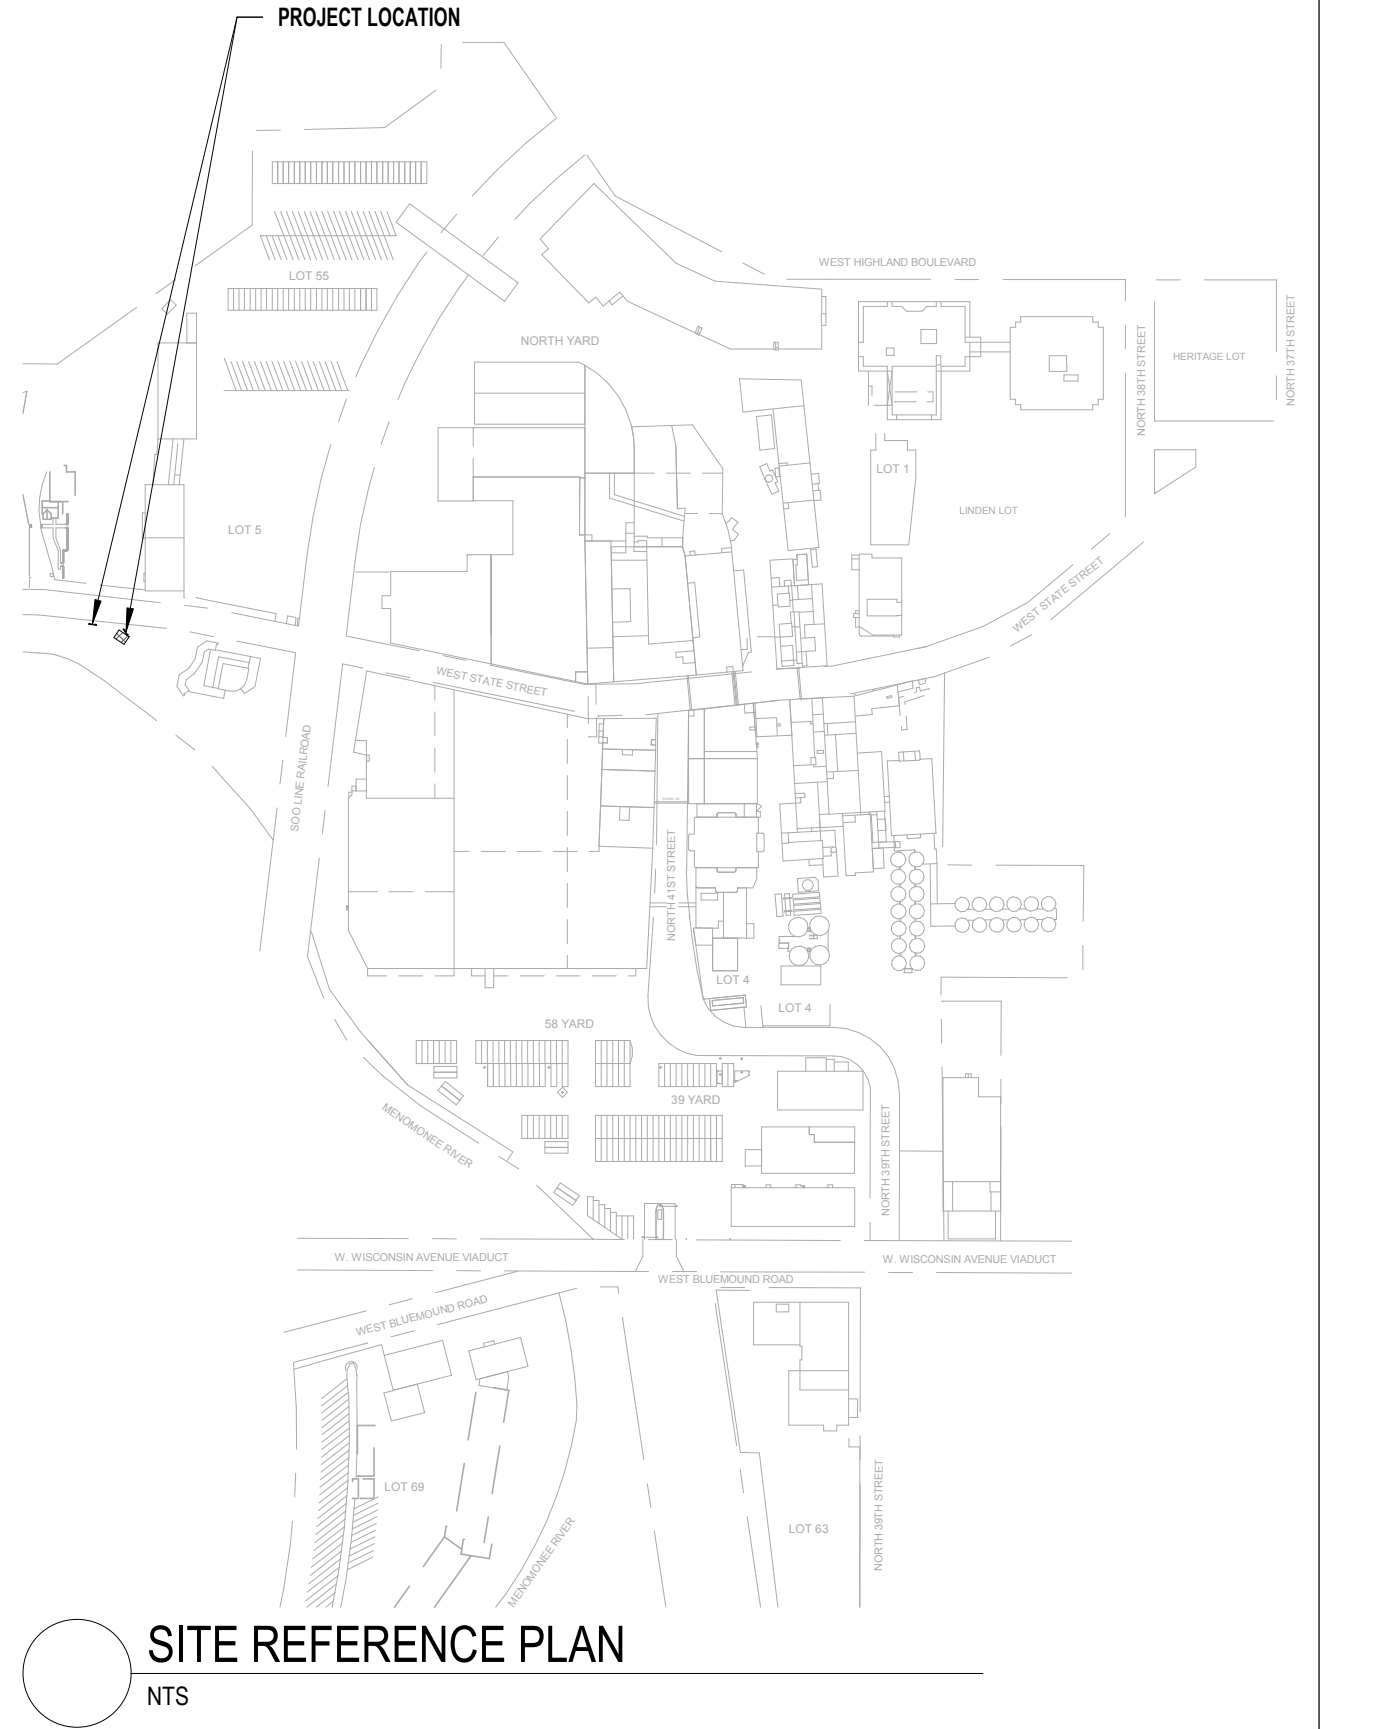 PROJECT LOCATION
WEST HIGHLAND BOULEVARD
LOT 55
NORTH YARD
NORTH 38TH STREET
HERITAGE LOT
NORTH 37TH STREET
LOT 1
LINDEN LOT
LOT 5
WEST STATE STREET
WEST STATE STREET
SOO LINE RAILROAD
NORTH 41ST STREET
LOT 4
LOT 4
58 YARD
39 YARD
MENOMONEE RIVER
NORTH 39TH STREET
W. WISCONSIN AVENUE VIADUCT
W. WISCONSIN AVENUE VIADUCT
WEST BLUEMOUND ROAD
WEST BLUEMOUND ROAD
LOT 69
MENOMONEE RIVER
LOT 63
NORTH 39TH STREET
SITE REFERENCE PLAN
NTS